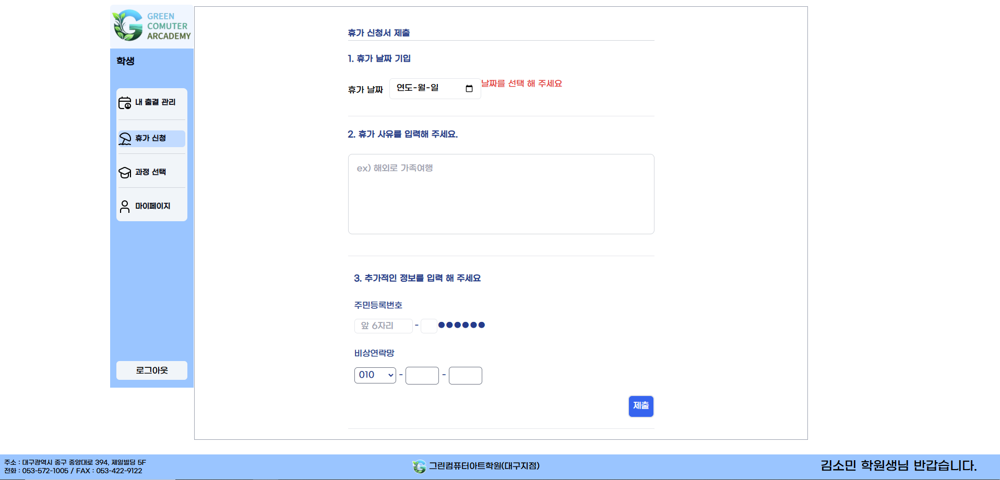 GREEN
COMUTER
ARCADEMY
학생
내 출결 관리
휴가 신청
과정 선택
마이페이지
로그아웃
휴가 신청서 제출
1. 휴가 날짜 기입
휴가 날짜 연도-월-일 날짜를 선택 해 주세요
2. 휴가 사유를 입력해 주세요.
ex) 해외로 가족여행
3. 추가적인 정보를 입력 해 주세요
주민등록번호
앞 6자리 - ●●●●●●
비상연락망
010 - -
제출
주소 : 대구광역시 중구 중앙대로 394, 제일빌딩 5F
전화 : 053-572-1005 / FAX : 053-422-9122
그린컴퓨터아트학원(대구지점)
김소민 학원생님 반갑습니다.